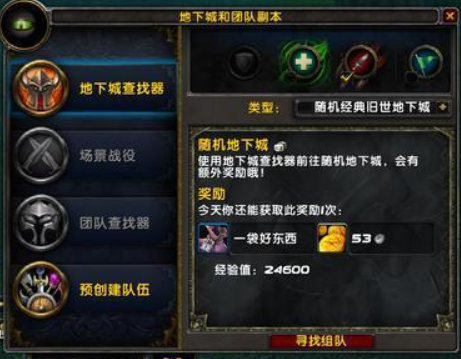 地下城和团队副本
地下城查找器
场景战役
团队查找器
预创建队伍
类型: 随机经典旧世地下城
随机地下城
使用地下城查找器前往随机地下城，会有
额外奖励哦！
奖励
今天你还能获取此奖励1次：
一袋好东西 53
经验值：24600
寻找组队